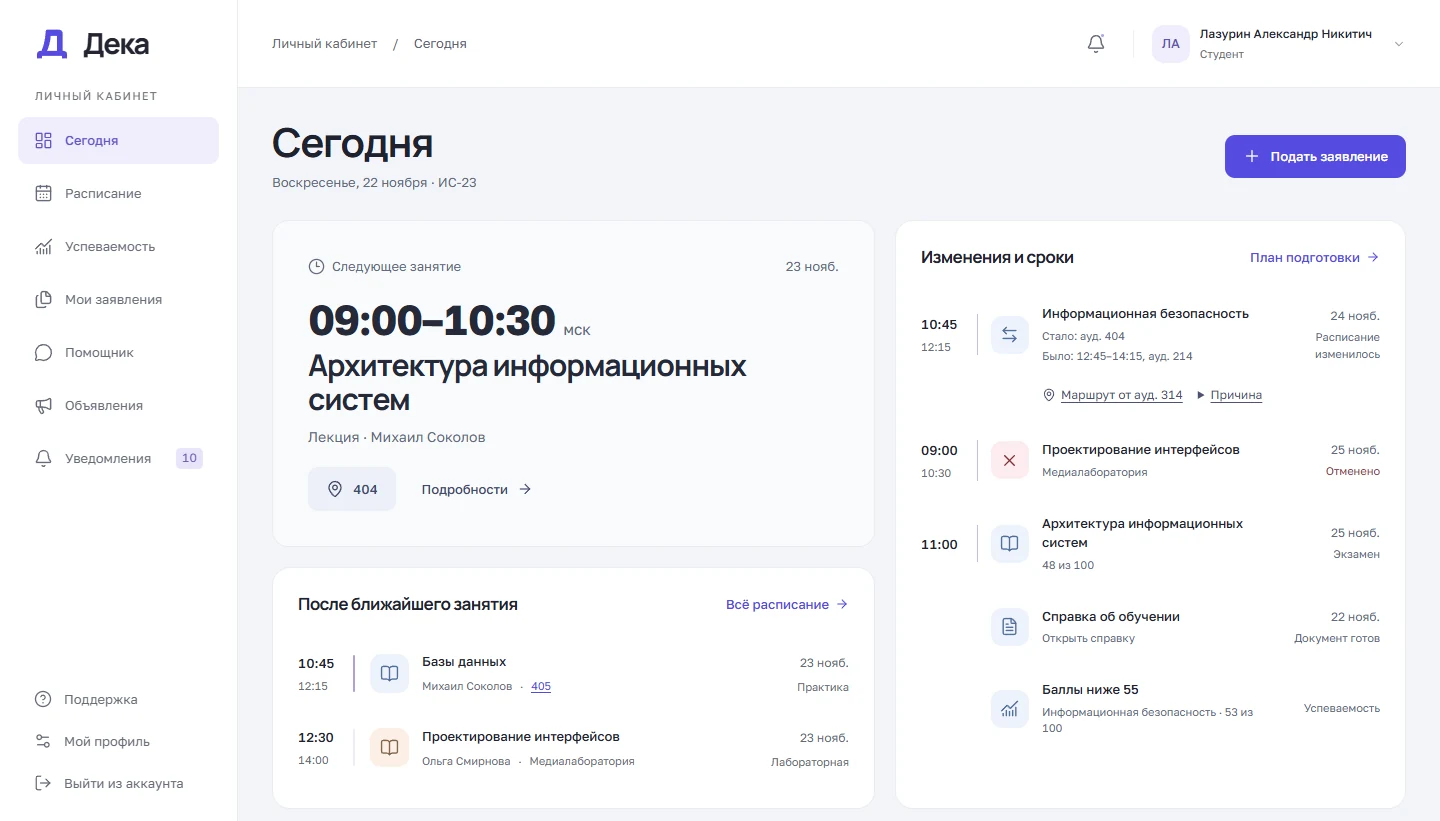 Д Дека
ЛИЧНЫЙ КАБИНЕТ
Сегодня
Расписание
Успеваемость
Мои заявления
Помощник
Объявления
Уведомления 10
Поддержка
Мой профиль
Выйти из аккаунта
Личный кабинет / Сегодня
ЛА
Лазурин Александр Никитич
Студент
Сегодня
Воскресенье, 22 ноября · ИС-23
Подать заявление
Следующее занятие
23 нояб.
09:00–10:30 мск
Архитектура информационных
систем
Лекция · Михаил Соколов
404
Подробности
После ближайшего занятия
Всё расписание
10:45
12:15
Базы данных
Михаил Соколов · 405
23 нояб.
Практика
12:30
14:00
Проектирование интерфейсов
Ольга Смирнова · Медиалаборатория
23 нояб.
Лабораторная
Изменения и сроки
План подготовки
10:45
12:15
Информационная безопасность
Стало: ауд. 404
Было: 12:45–14:15, ауд. 214
24 нояб.
Расписание
изменилось
Маршрут от ауд. 314
Причина
09:00
10:30
Проектирование интерфейсов
Медиалаборатория
25 нояб.
Отменено
11:00
Архитектура информационных
систем
48 из 100
25 нояб.
Экзамен
Справка об обучении
Открыть справку
22 нояб.
Документ готов
Баллы ниже 55
Информационная безопасность · 53 из
100
Успеваемость